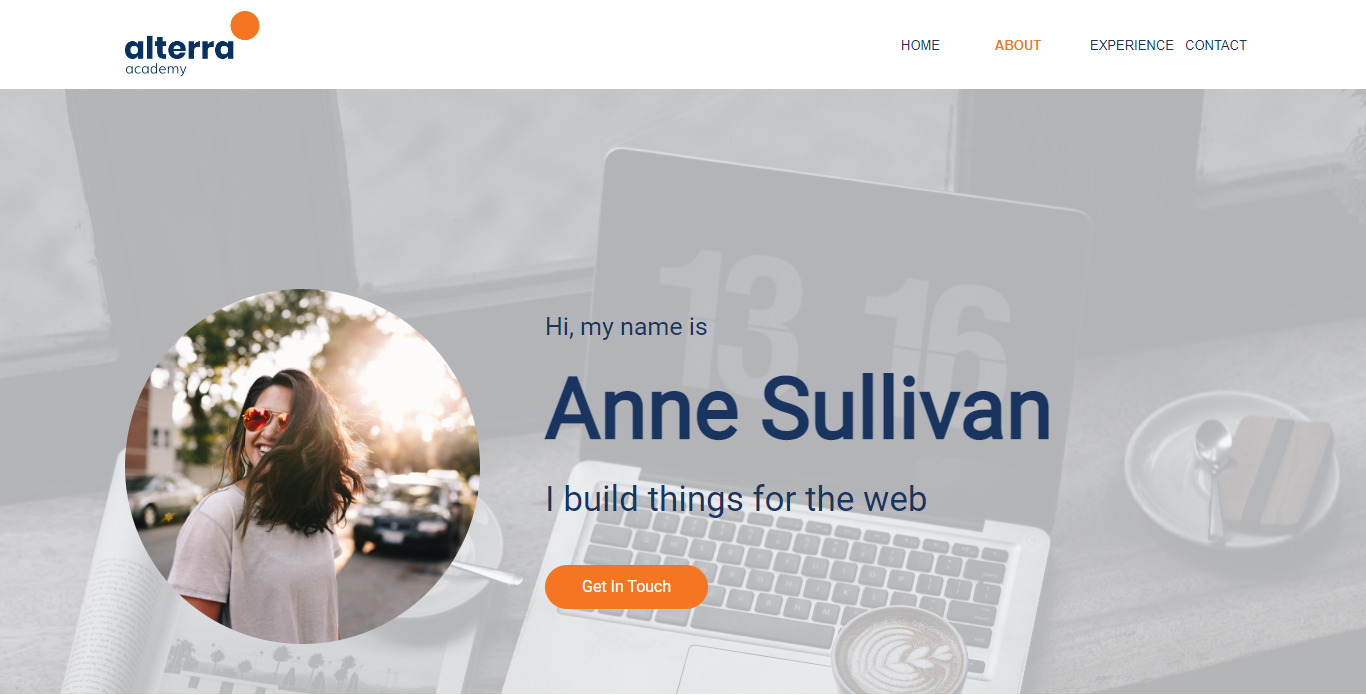 alterra
academy
HOME ABOUT EXPERIENCE CONTACT
13 16
Hi, my name is
Anne Sullivan
I build things for the web
Get In Touch